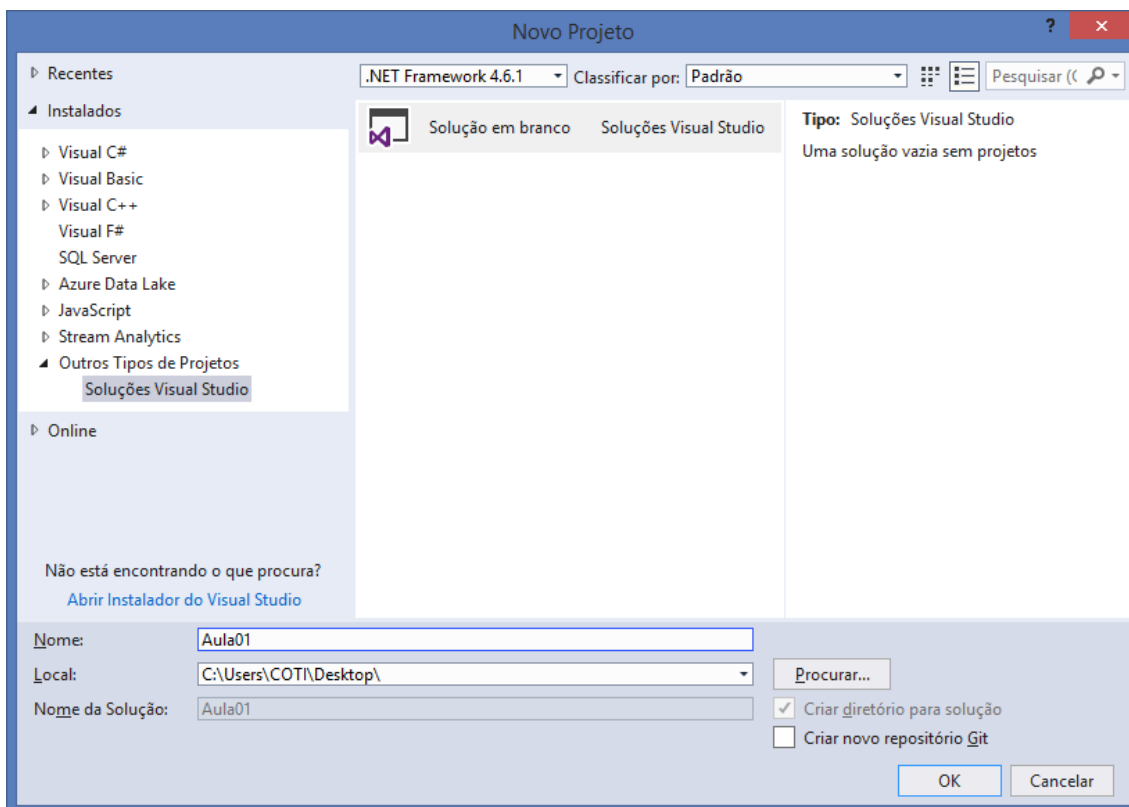 Novo Projeto
?
Recentes
Instalados
Visual C#
Visual Basic
Visual C++
Visual F#
SQL Server
Azure Data Lake
JavaScript
Stream Analytics
Outros Tipos de Projetos
Soluções Visual Studio
Online
Não está encontrando o que procura?
Abrir Instalador do Visual Studio
.NET Framework 4.6.1 Classificar por: Padrão
Pesquisar ((
Solução em branco Soluções Visual Studio
Tipo: Soluções Visual Studio
Uma solução vazia sem projetos
Nome: Aula01
Local: C:\Users\COTI\Desktop\ Procurar...
Nome da Solução: Aula01
Criar diretório para solução
Criar novo repositório Git
OK Cancelar